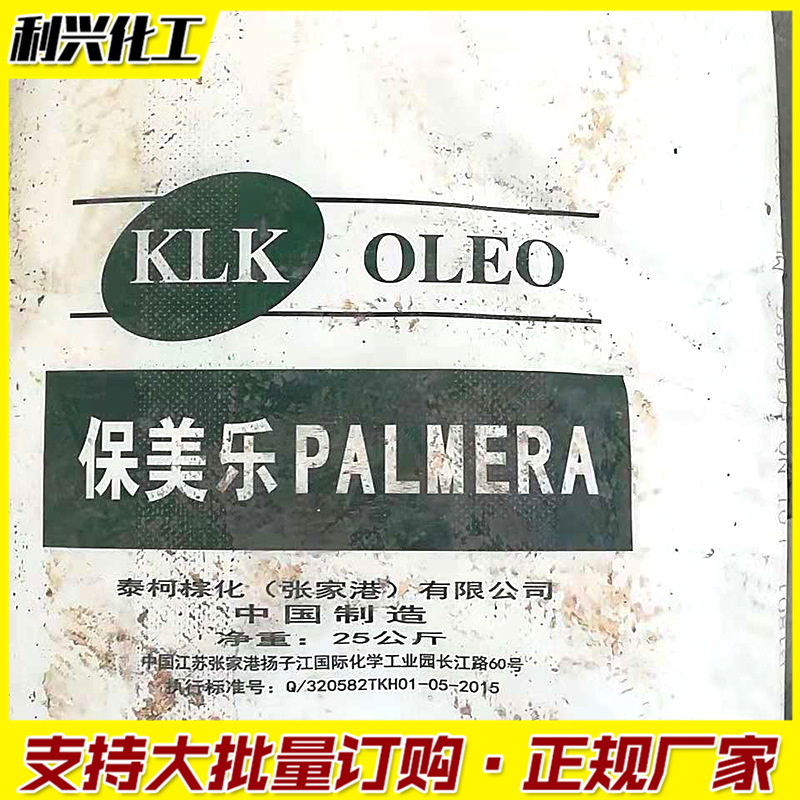 利兴化工
KLK OLEO
保美乐PALMERA
泰柯棕化（张家港）有限公司
中国制造
净重：25公斤
中国江苏张家港扬子江国际化学工业园长江路60号
执行标准号：Q/320582TKH01-05-2015
支持大批量订购·正规厂家